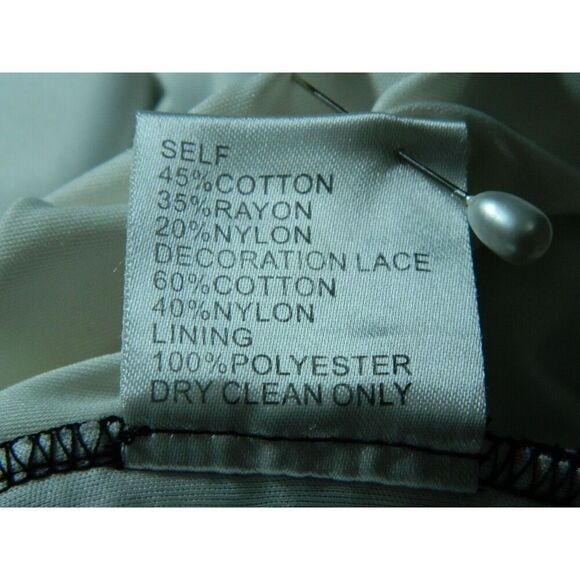 SELF
45%COTTON
35%RAYON
20%NYLON
DECORATION LACE
60%COTTON
40%NYLON
LINING
100%POLYESTER
DRY CLEAN ONLY